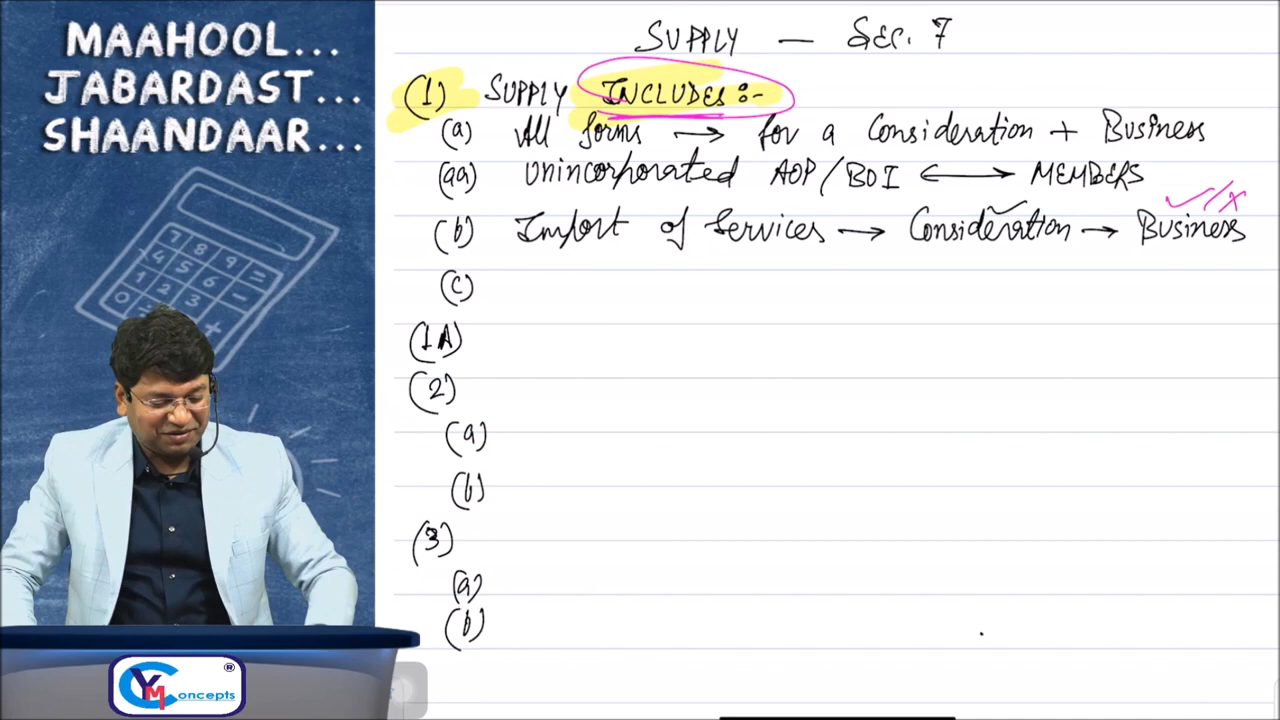 MAAHOOL...
JABARDAST...
SHAANDAAR...
SUPPLY — SEC. 7
(1) SUPPLY INCLUDES :-
(a) All forms → for a Consideration + Business
(aa) Unincorporated AOP/BOI ↔ MEMBERS
(b) Import of Services → Consideration → Business ✓/×
(c)
(1A)
(2)
(a)
(b)
(3)
(a)
(b)
YM Concepts ®